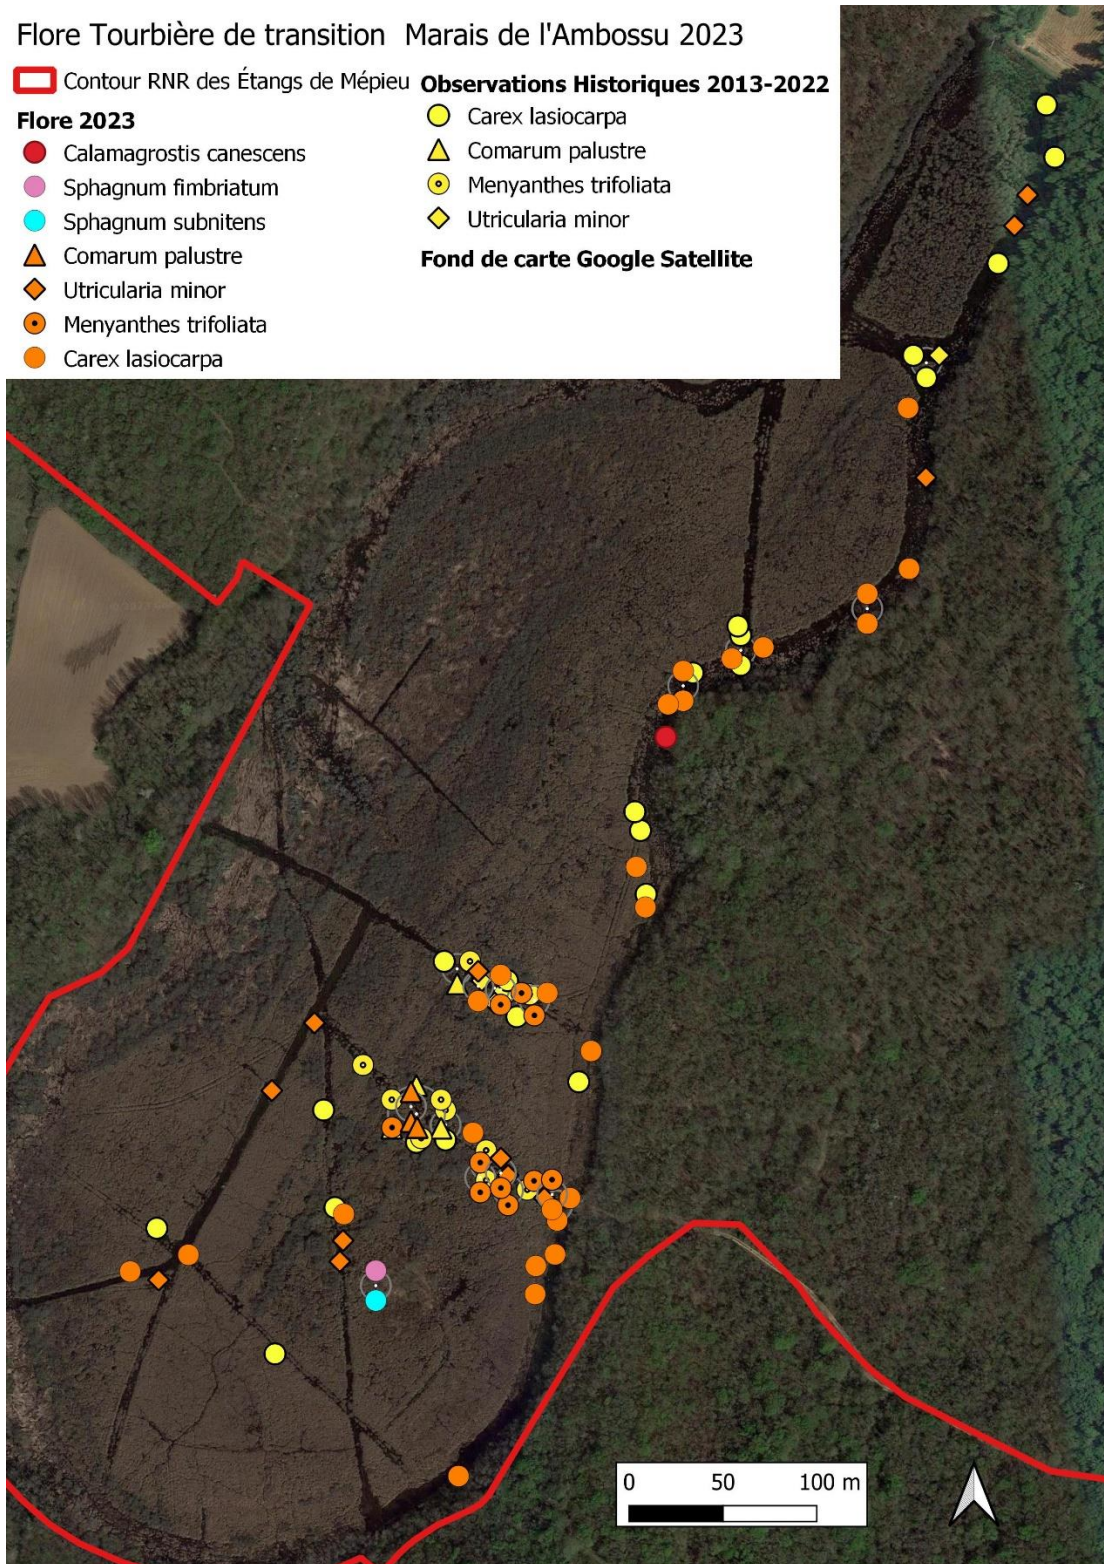 Flore Tourbière de transition Marais de l'Ambossu 2023
Contour RNR des Étangs de Mépieu
Flore 2023
Calamagrostis canescens
Sphagnum fimbriatum
Sphagnum subnitens
Comarum palustre
Utricularia minor
Menyanthes trifoliata
Carex lasiocarpa
Observations Historiques 2013-2022
Carex lasiocarpa
Comarum palustre
Menyanthes trifoliata
Utricularia minor
Fond de carte Google Satellite
0 50 100 m